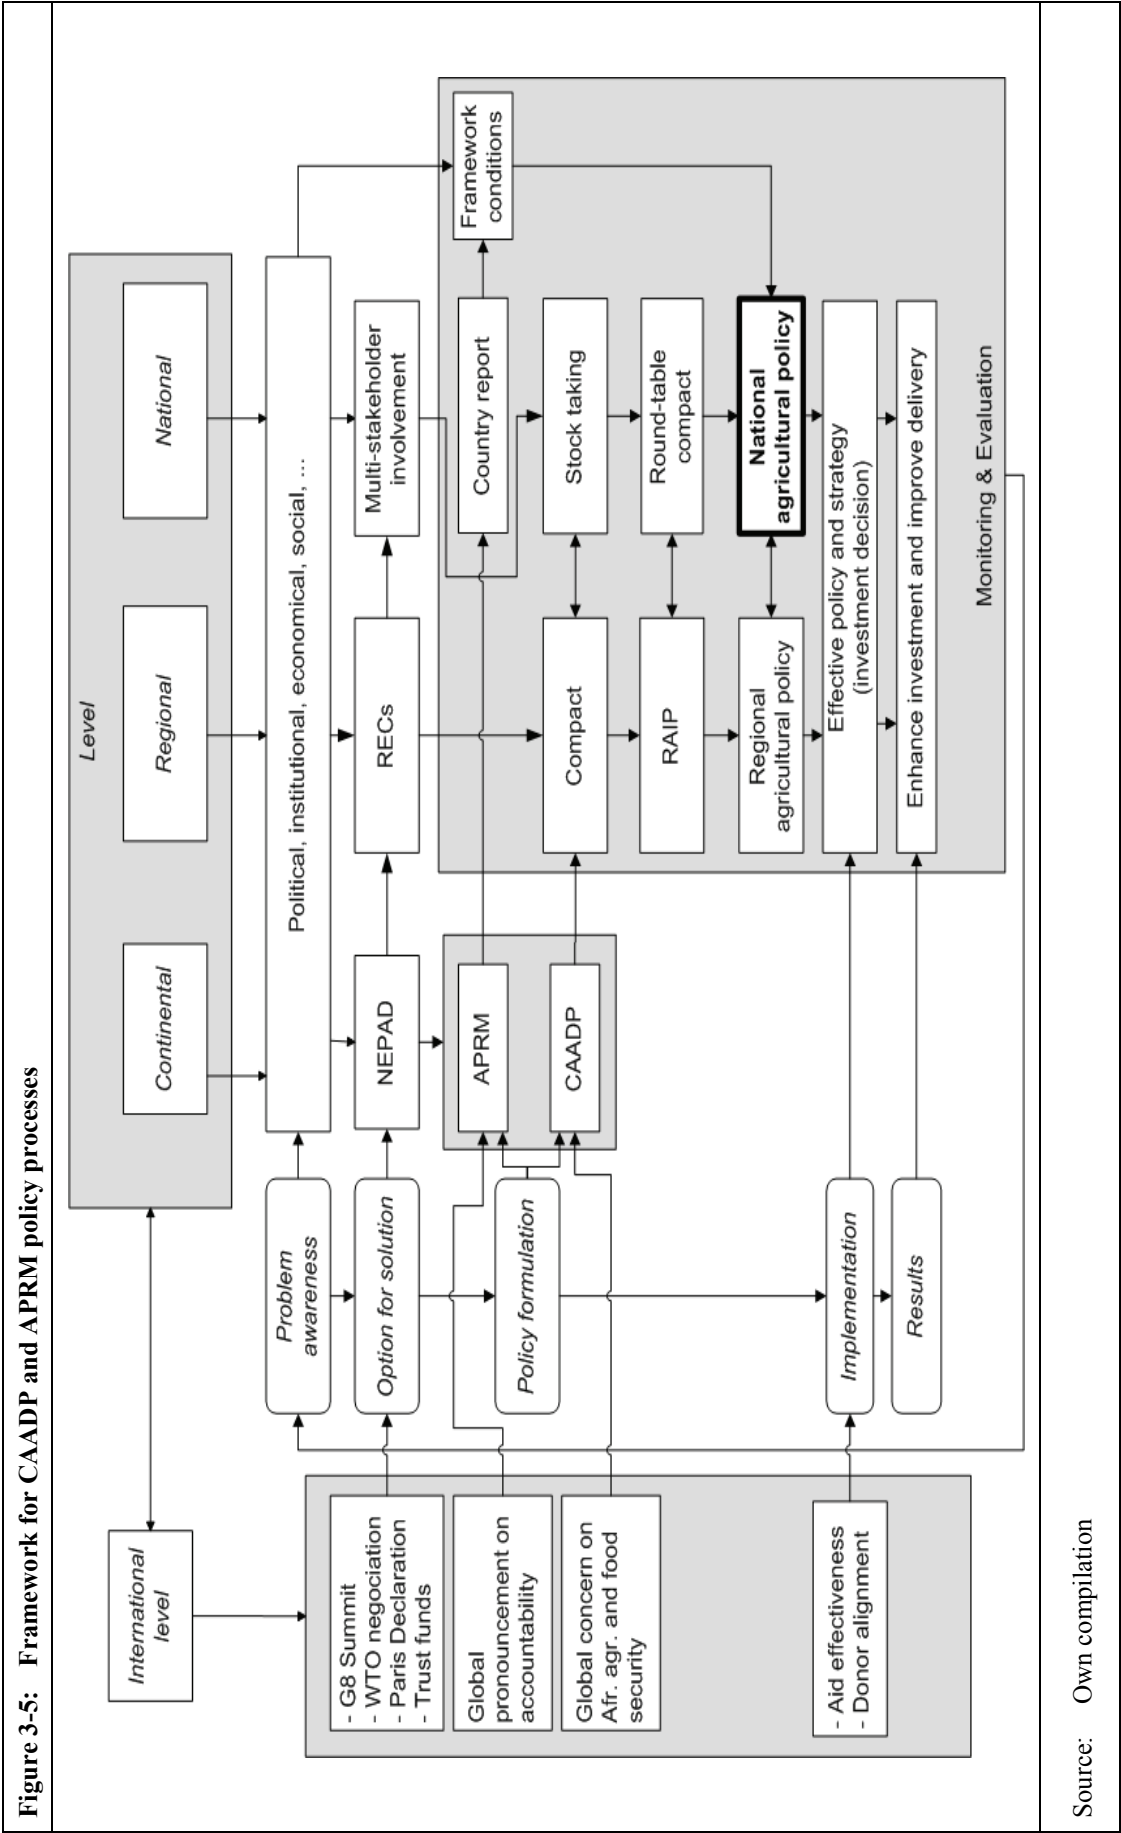 Figure 3-5: Framework for CAADP and APRM policy processes
Level
International
level
Continental
Regional
National
Problem
awareness
Political, institutional, economical, social, ...
- G8 Summit
- WTO negociation
- Paris Declaration
- Trust funds
Option for solution
NEPAD
RECs
Multi-stakeholder
involvement
Framework
conditions
Global
pronouncement on
accountability
APRM
Country report
Policy formulation
Global concern on
Afr. agr. and food
security
CAADP
Compact
Stock taking
RAIP
Round-table
compact
Regional
agricultural policy
National
agricultural policy
- Aid effectiveness
- Donor alignment
Implementation
Effective policy and strategy
(investment decision)
Results
Enhance investment and improve delivery
Monitoring & Evaluation
Source: Own compilation